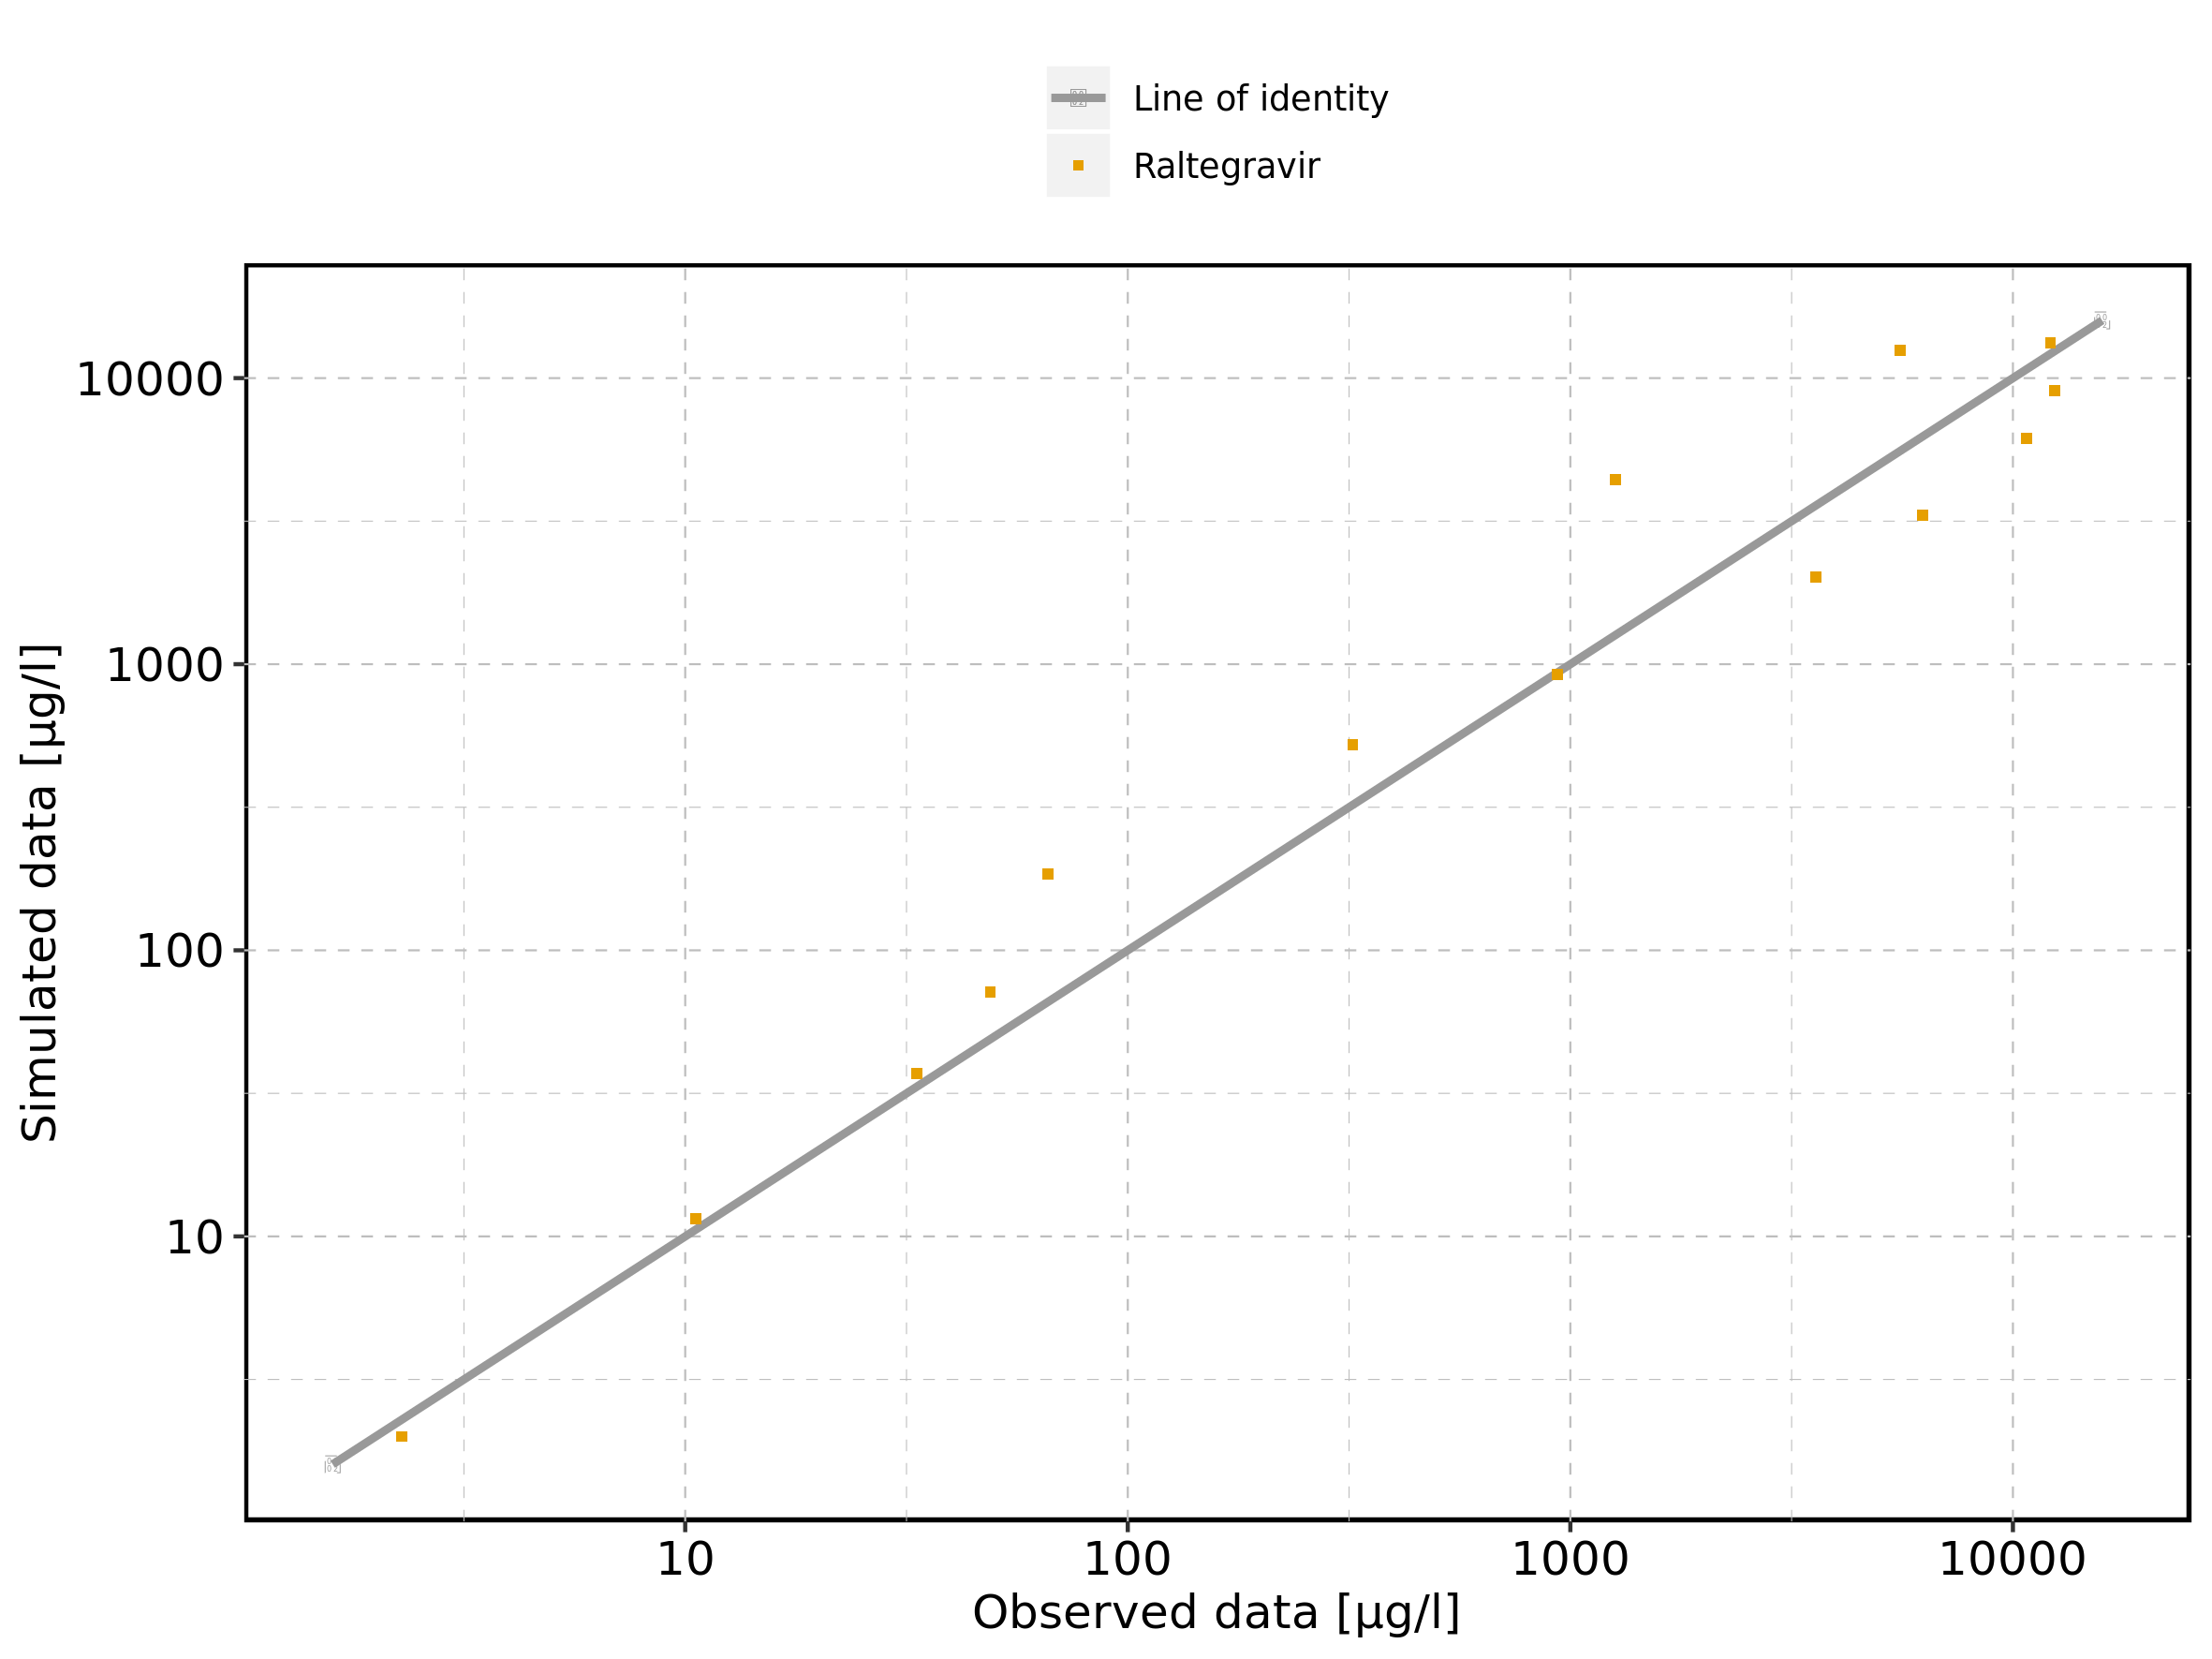 Line of identity
Raltegravir
10000
1000
100
10
Simulated data [µg/l]
10 100 1000 10000
Observed data [µg/l]